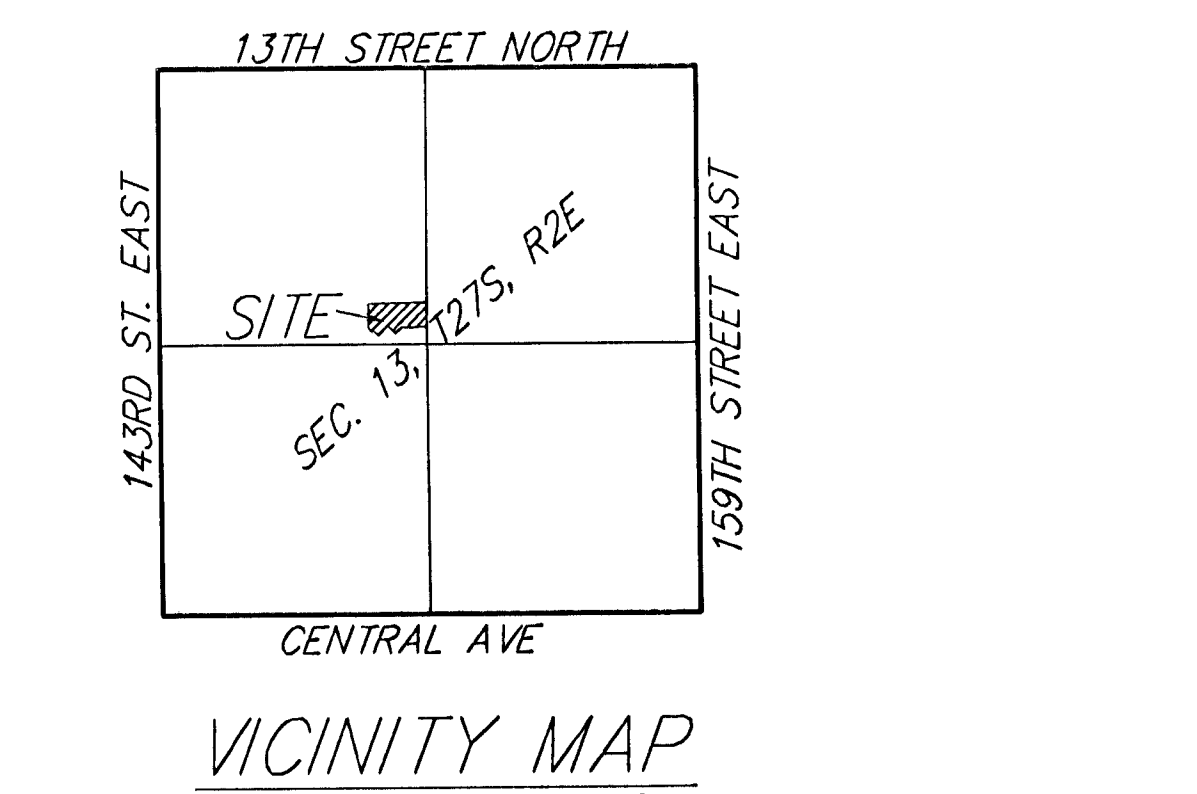 13TH STREET NORTH
143RD ST. EAST
159TH STREET EAST
SITE
SEC. 13, T27S, R2E
CENTRAL AVE
VICINITY MAP